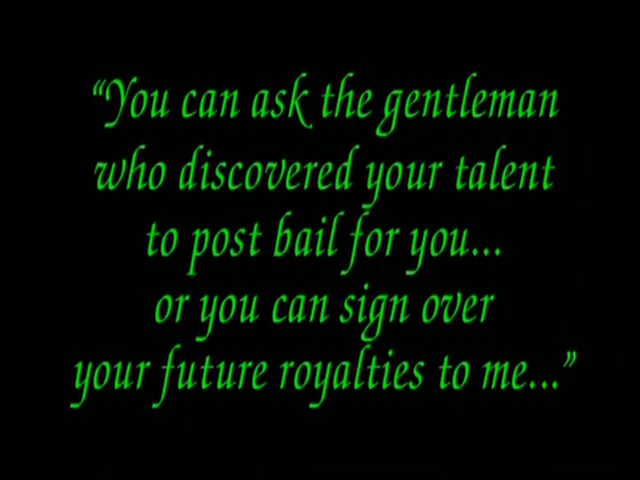 “You can ask the gentleman
who discovered your talent
to post bail for you...
or you can sign over
your future royalties to me...”